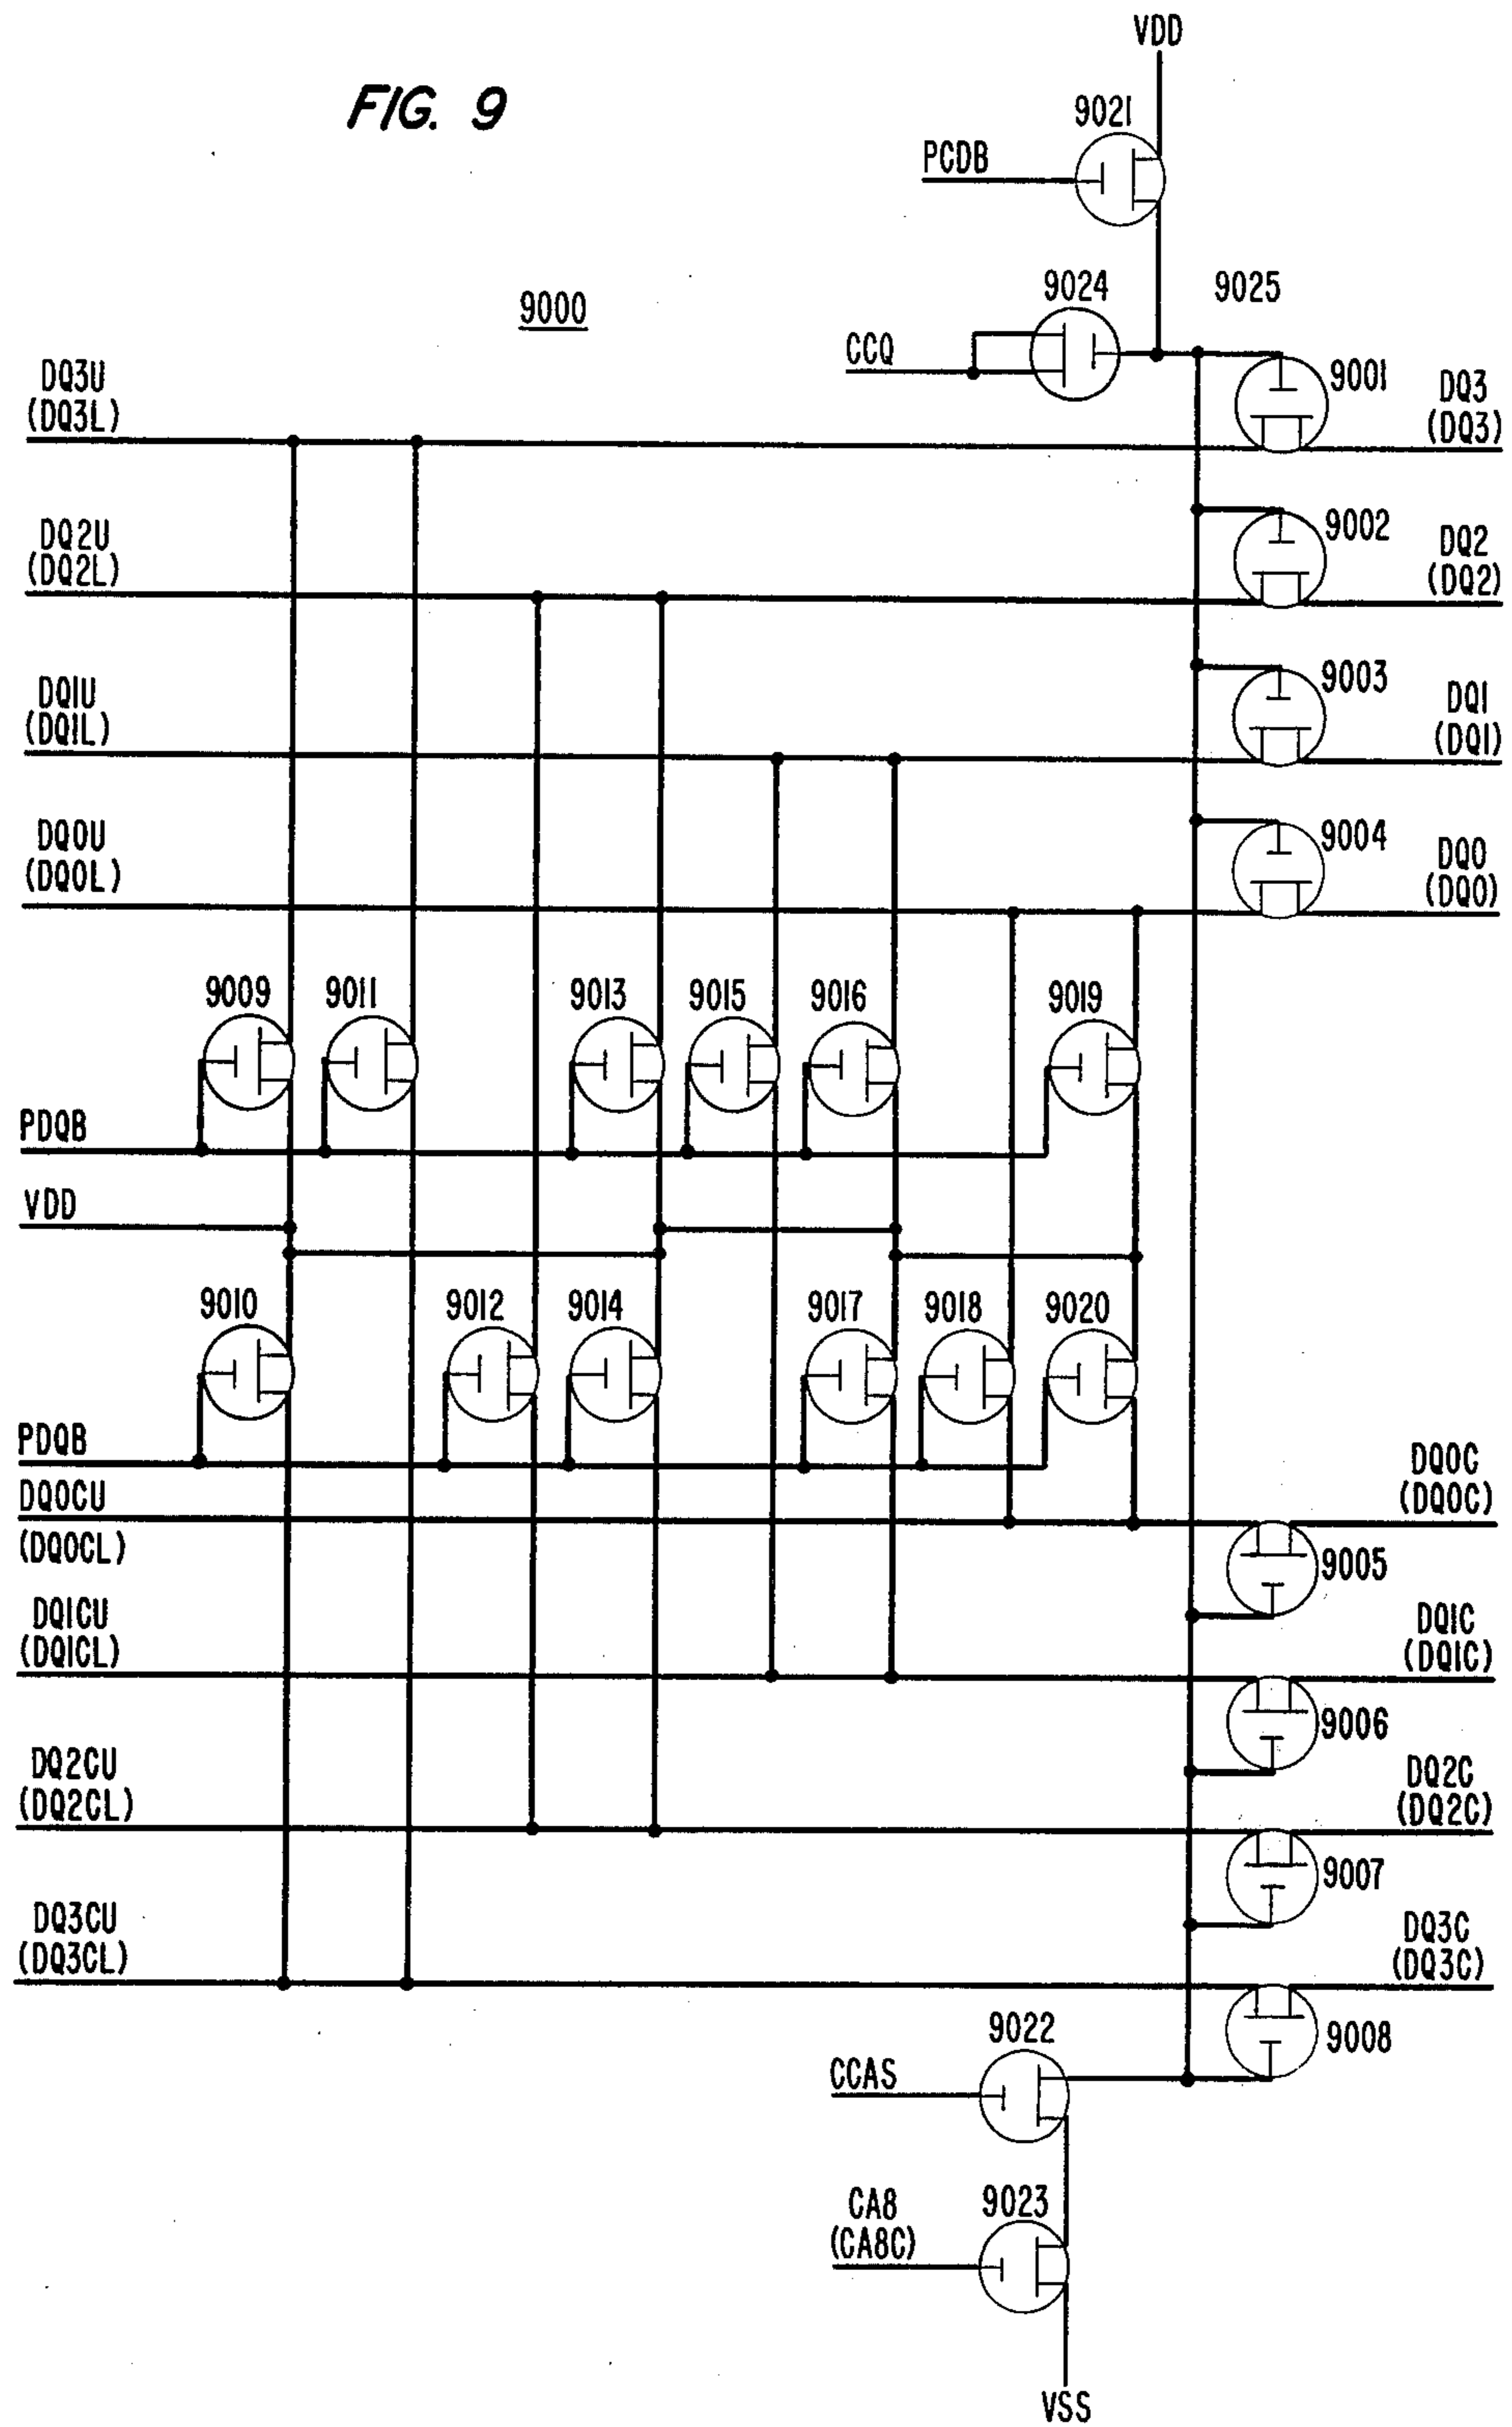 VDD
FIG. 9
9021
PCDB
9024
9025
9000
CCQ
DQ3U
(DQ3L)
9001
DQ3
(DQ3)
DQ2U
(DQ2L)
9002
DQ2
(DQ2)
DQ1U
(DQ1L)
9003
DQ1
(DQ1)
DQ0U
(DQ0L)
9004
DQ0
(DQ0)
9009
9011
9013
9015
9016
9019
PDQB
VDD
9010
9012
9014
9017
9018
9020
PDQB
DQ0CU
(DQ0CL)
DQ0C
(DQ0C)
9005
DQ1CU
(DQ1CL)
DQ1C
(DQ1C)
9006
DQ2CU
(DQ2CL)
DQ2C
(DQ2C)
9007
DQ3CU
(DQ3CL)
DQ3C
(DQ3C)
9008
9022
CCAS
CA8
(CA8C)
9023
VSS